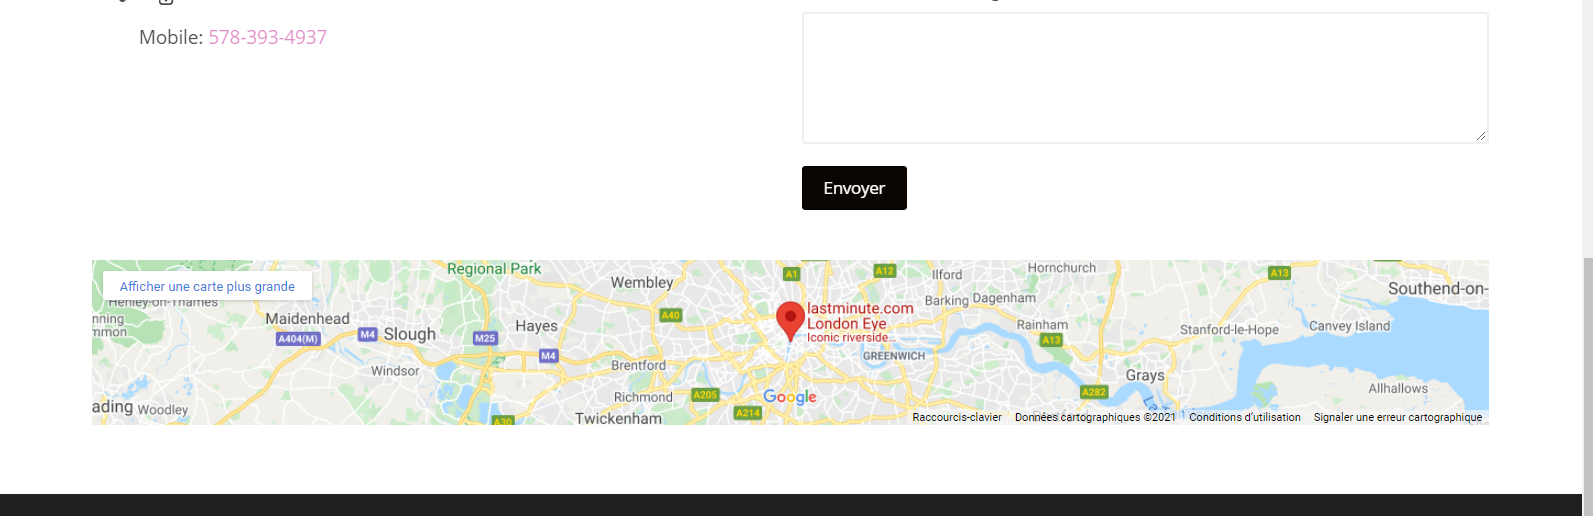 Mobile: 578-393-4937
Envoyer
Afficher une carte plus grande
Regional Park
Wembley
A1
A12
Ilford
Hornchurch
A13
Southend-on-
Henley-on-Thames
Barking
Dagenham
lastminute.com
London Eye
Iconic riverside...
nning
mmon
Maidenhead
A404(M)
M4
Slough
M25
Hayes
A40
M4
Rainham
A13
Stanford-le-Hope
Canvey Island
GREENWICH
Windsor
Brentford
Grays
Richmond
A205
Google
A282
Allhallows
ading
Woodley
A30
Twickenham
A214
Raccourcis-clavier
Données cartographiques ©2021
Conditions d'utilisation
Signaler une erreur cartographique